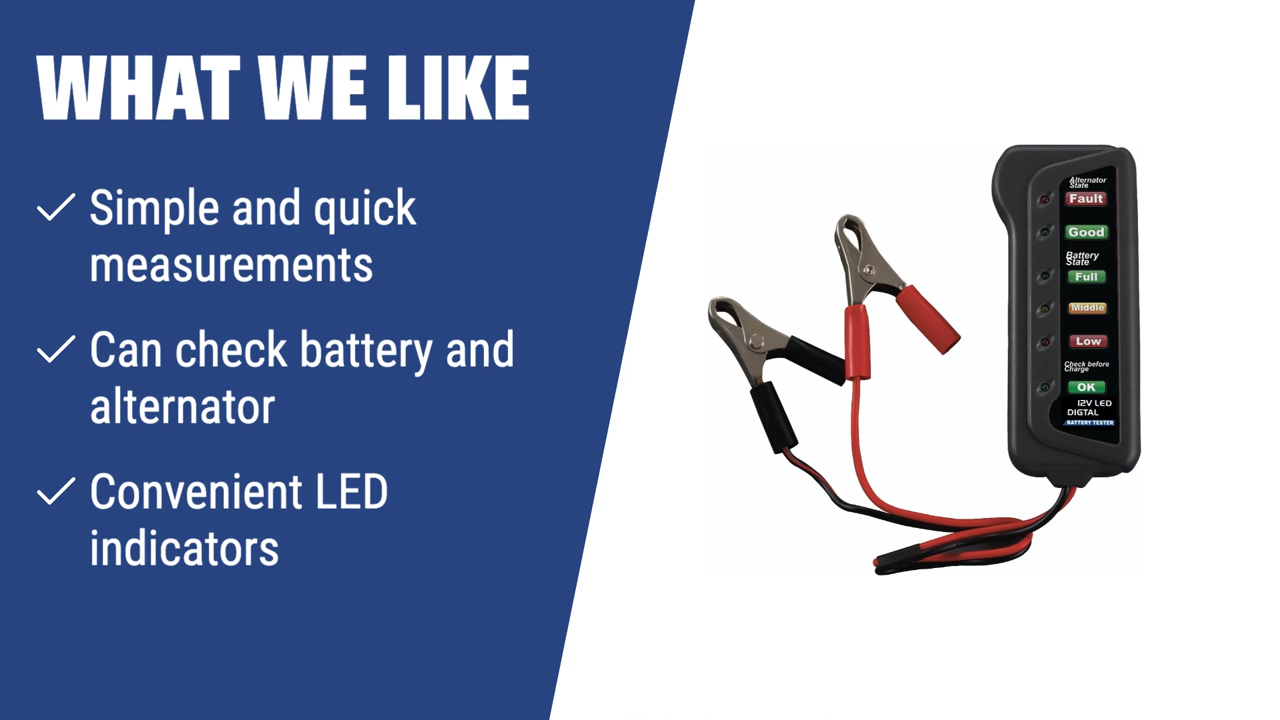 WHAT WE LIKE
Simple and quick
measurements
Can check battery and
alternator
Convenient LED
indicators
Alternator
State
Fault
Good
Battery
State
Full
Middle
Low
Check before
Charge
OK
12V LED
DIGTAL
BATTERY TESTER